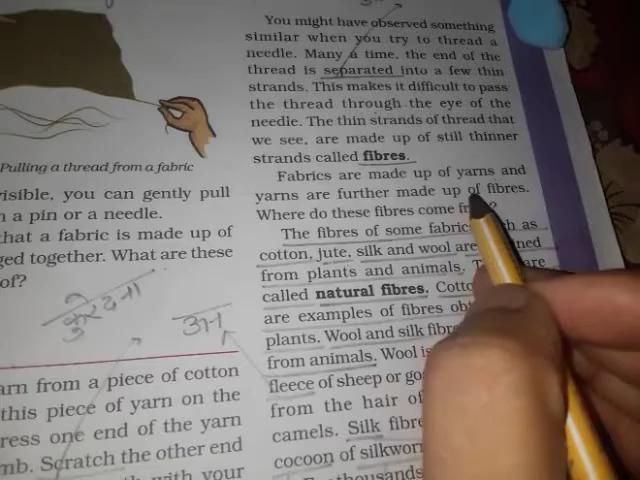 Pulling a thread from a fabric
visible, you can gently pull
a pin or a needle.
that a fabric is made up of
together. What are these
of?
कुरेदना
ऊन
yarn from a piece of cotton
this piece of yarn on the
ress one end of the yarn
mb. Scratch the other end
with your
You might have observed something
similar when you try to thread a
needle. Many a time, the end of the
thread is separated into a few thin
strands. This makes it difficult to pass
the thread through the eye of the
needle. The thin strands of thread that
we see, are made up of still thinner
strands called fibres.
Fabrics are made up of yarns and
yarns are further made up of fibres.
Where do these fibres come
The fibres of some fabric as
cotton, jute, silk and wool are
from plants and animals. are
called natural fibres.
are examples of fibres
plants. Wool and silk
from animals. Wool
fleece of sheep or
from the hair of
camels. Silk
cocoon of
thousands